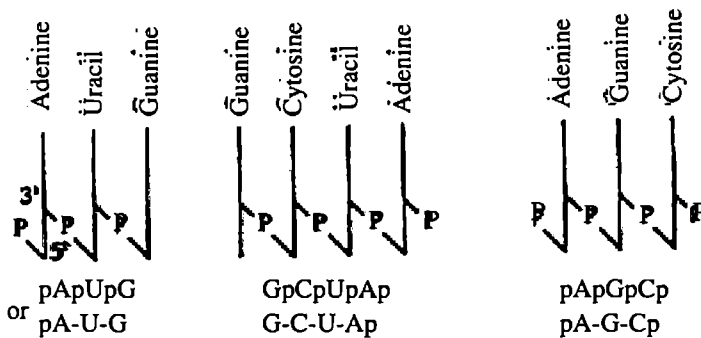 Adenine
Uracil
Guanine
Guanine
Cytosine
Uracil
Adenine
Adenine
Guanine
Cytosine
3'
P P P
5'
P P P P
P P P P
pApUpG
or pA-U-G
GpCpUpAp
G-C-U-Ap
pApGpCp
pA-G-Cp